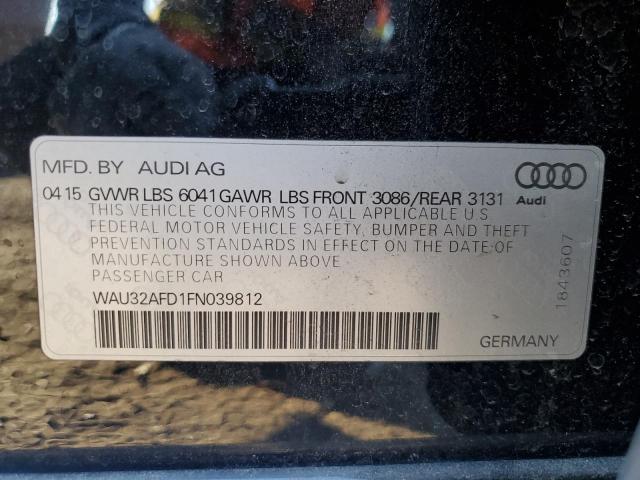 MFD. BY AUDI AG
04 15 GVWR LBS 6041 GAWR LBS FRONT 3086/REAR 3131
Audi
THIS VEHICLE CONFORMS TO ALL APPLICABLE U.S
FEDERAL MOTOR VEHICLE SAFETY, BUMPER AND THEFT
PREVENTION STANDARDS IN EFFECT ON THE DATE OF
MANUFACTURE SHOWN ABOVE
PASSENGER CAR
WAU32AFD1FN039812
GERMANY
1843607